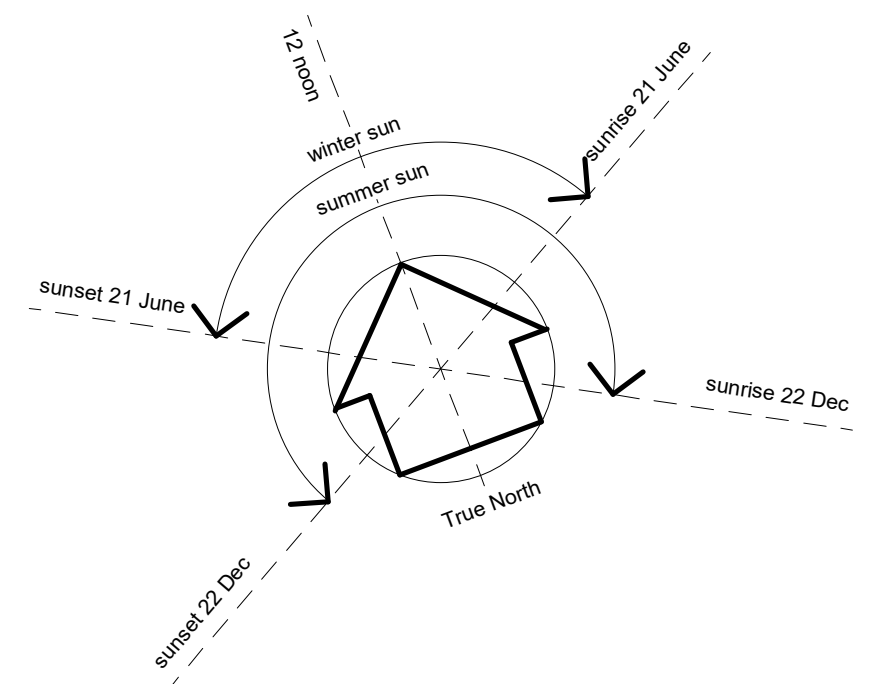 12 noon
sunrise 21 June
winter sun
summer sun
sunset 21 June
sunrise 22 Dec
True North
sunset 22 Dec